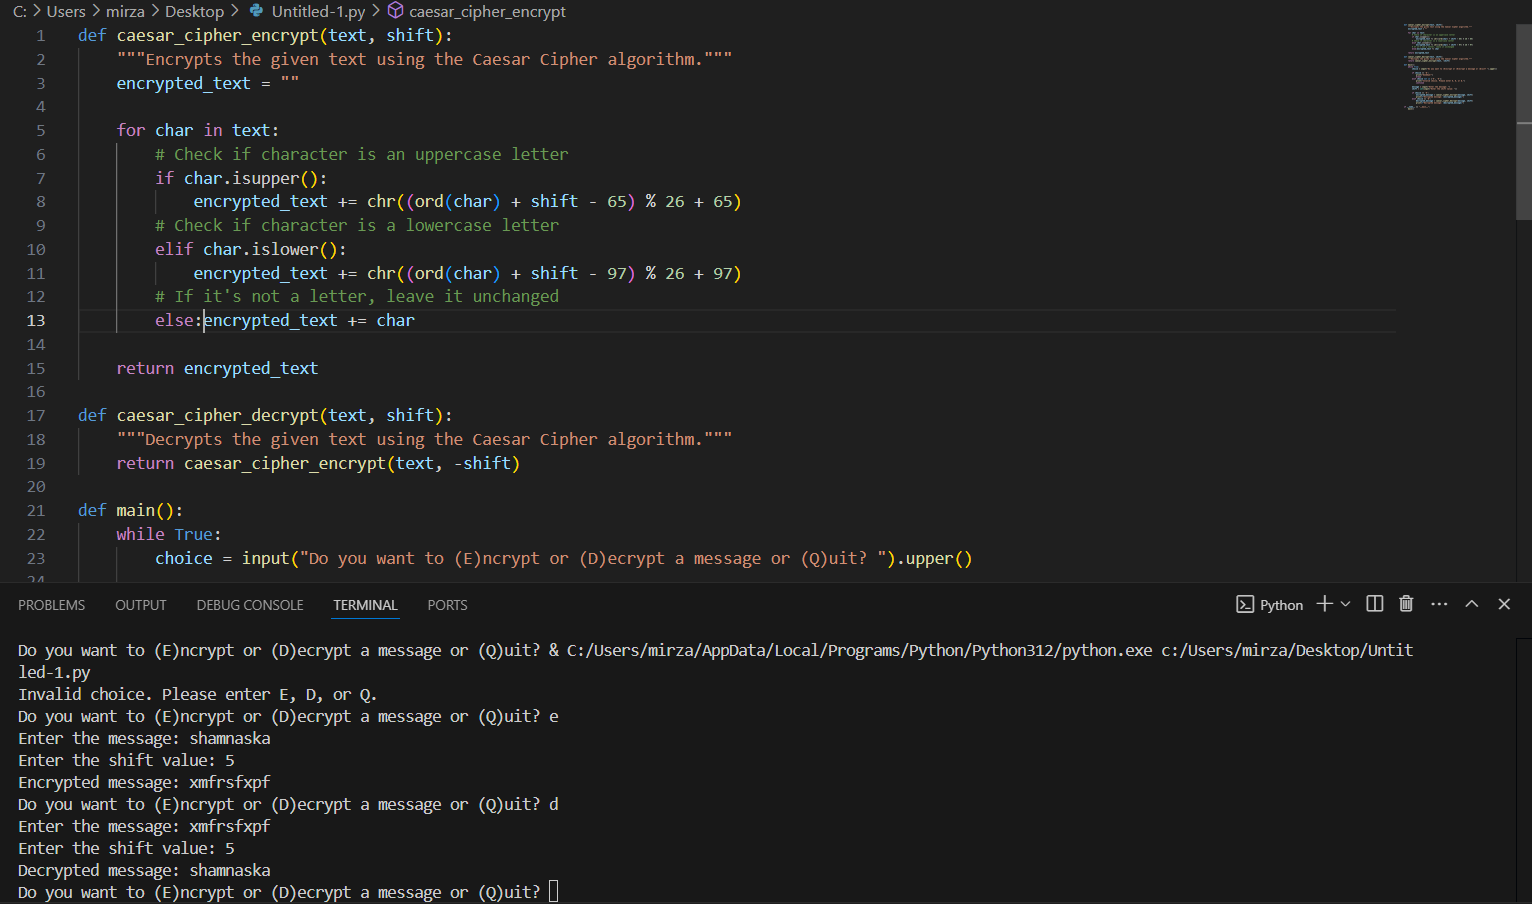 C: > Users > mirza > Desktop > Untitled-1.py > caesar_cipher_encrypt
1 def caesar_cipher_encrypt(text, shift):
2     """Encrypts the given text using the Caesar Cipher algorithm."""
3     encrypted_text = ""
4
5     for char in text:
6         # Check if character is an uppercase letter
7         if char.isupper():
8             encrypted_text += chr((ord(char) + shift - 65) % 26 + 65)
9         # Check if character is a lowercase letter
10         elif char.islower():
11             encrypted_text += chr((ord(char) + shift - 97) % 26 + 97)
12         # If it's not a letter, leave it unchanged
13         else:encrypted_text += char
14
15     return encrypted_text
16
17 def caesar_cipher_decrypt(text, shift):
18     """Decrypts the given text using the Caesar Cipher algorithm."""
19     return caesar_cipher_encrypt(text, -shift)
20
21 def main():
22     while True:
23         choice = input("Do you want to (E)ncrypt or (D)ecrypt a message or (Q)uit? ").upper()
24
PROBLEMS OUTPUT DEBUG CONSOLE TERMINAL PORTS Python
Do you want to (E)ncrypt or (D)ecrypt a message or (Q)uit? & C:/Users/mirza/AppData/Local/Programs/Python/Python312/python.exe c:/Users/mirza/Desktop/Untit
led-1.py
Invalid choice. Please enter E, D, or Q.
Do you want to (E)ncrypt or (D)ecrypt a message or (Q)uit? e
Enter the message: shamnaska
Enter the shift value: 5
Encrypted message: xmfrsfxpf
Do you want to (E)ncrypt or (D)ecrypt a message or (Q)uit? d
Enter the message: xmfrsfxpf
Enter the shift value: 5
Decrypted message: shamnaska
Do you want to (E)ncrypt or (D)ecrypt a message or (Q)uit?